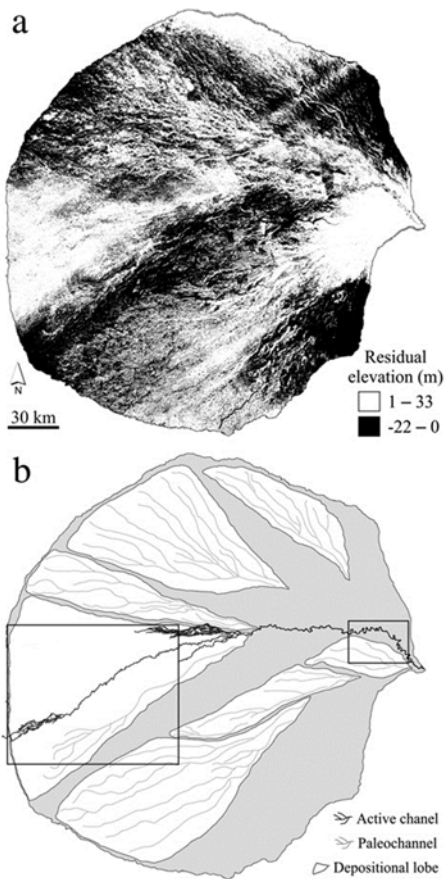 a
Residual
elevation (m)
1 – 33
-22 – 0
N
30 km
b
Active chanel
Paleochannel
Depositional lobe